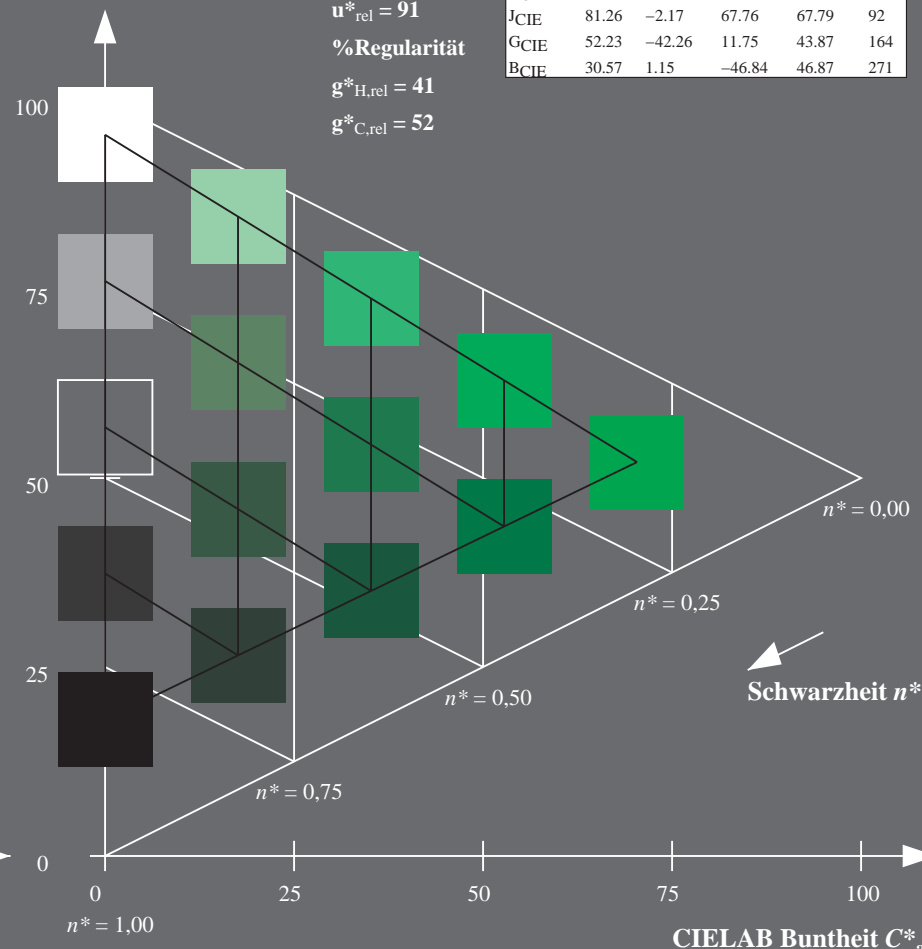 u*rel = 91
%Regularität
g*H,rel = 41
g*C,rel = 52
JCIE 81.26 −2.17 67.76 67.79 92
GCIE 52.23 −42.26 11.75 43.87 164
BCIE 30.57 1.15 −46.84 46.87 271
100
75
50
25
0
n* = 0,00
n* = 0,25
Schwarzheit n*
n* = 0,50
n* = 0,75
0 25 50 75 100
n* = 1,00
CIELAB Buntheit C*